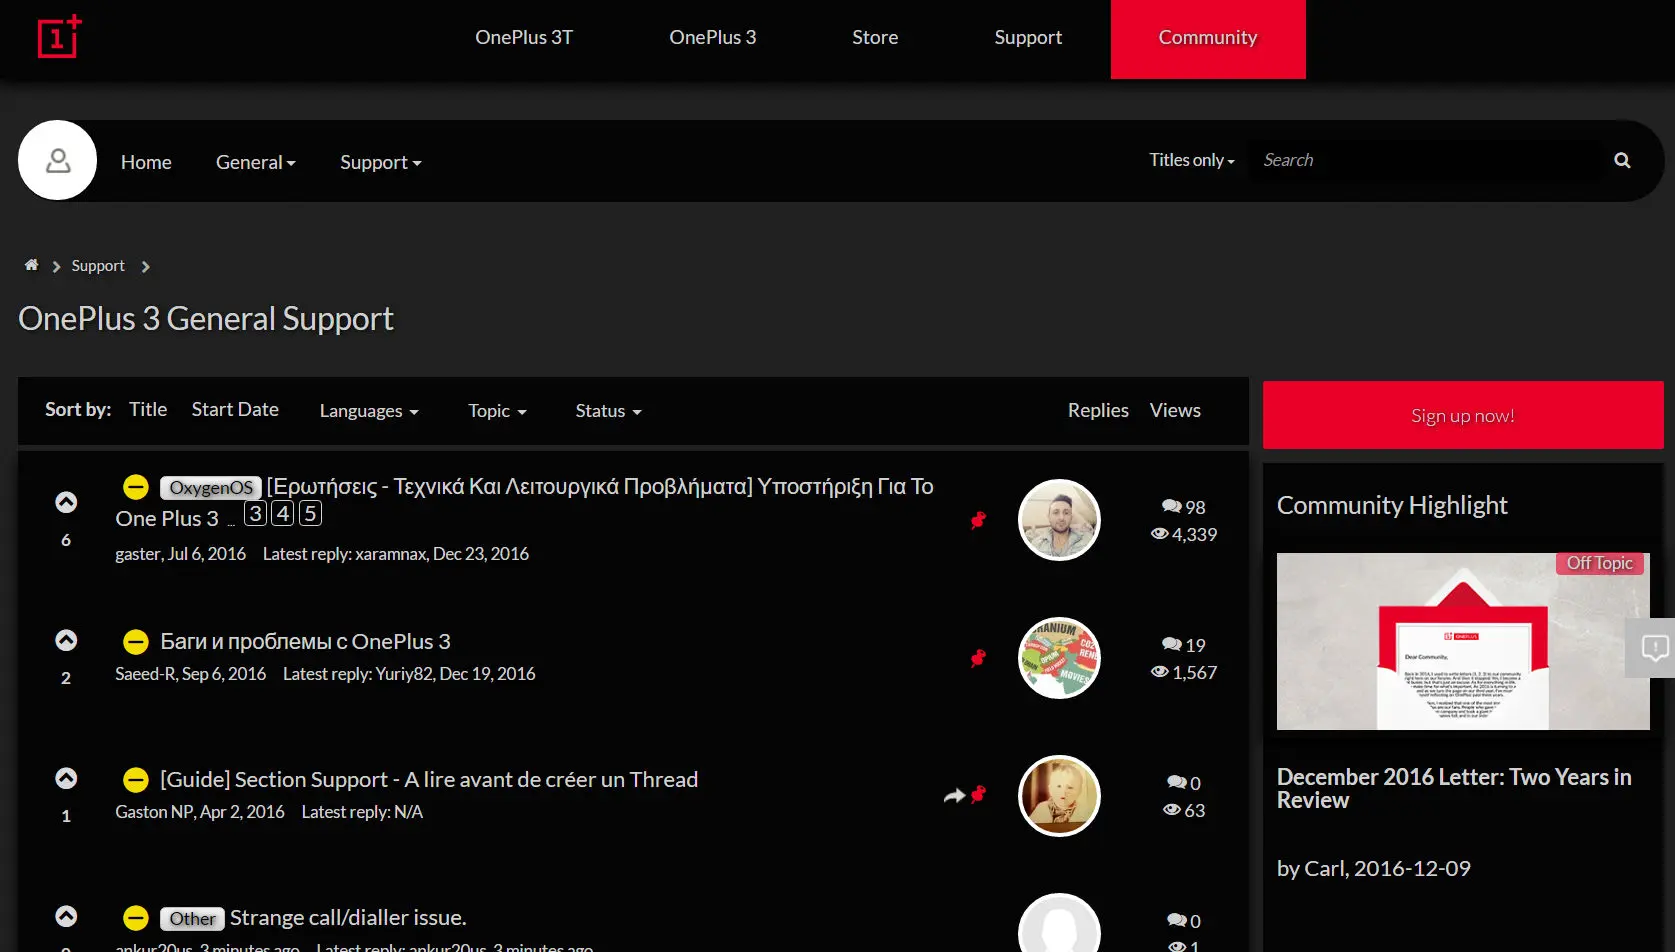 1+
OnePlus 3T OnePlus 3 Store Support Community
Home General Support Titles only Search
Support
OnePlus 3 General Support
Sort by: Title Start Date Languages Topic Status Replies Views
Sign up now!
OxygenOS [Ερωτήσεις - Τεχνικά Και Λειτουργικά Προβλήματα] Υποστήριξη Για Το
One Plus 3 ... 3 4 5
6
gaster, Jul 6, 2016 Latest reply: xaramnax, Dec 23, 2016
98
4,339
Баги и проблемы с OnePlus 3
2
Saeed-R, Sep 6, 2016 Latest reply: Yuriy82, Dec 19, 2016
19
1,567
[Guide] Section Support - A lire avant de créer un Thread
1
Gaston NP, Apr 2, 2016 Latest reply: N/A
0
63
Other Strange call/dialler issue.
ankur20us, 3 minutes ago Latest reply: ankur20us, 3 minutes ago
0
1
Community Highlight
Off Topic
ONEPLUS
Dear Community,
December 2016 Letter: Two Years in
Review
by Carl, 2016-12-09